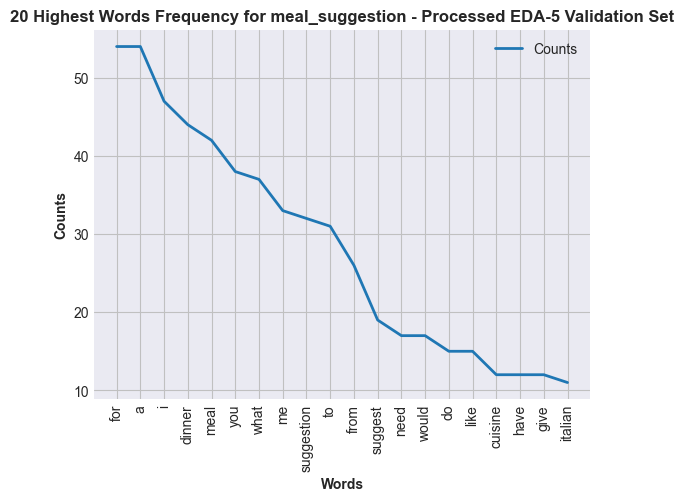 20 Highest Words Frequency for meal_suggestion - Processed EDA-5 Validation Set
Counts
50
40
30
20
10
Counts
for
a
i
dinner
meal
you
what
me
suggestion
to
from
suggest
need
would
do
like
cuisine
have
give
italian
Words